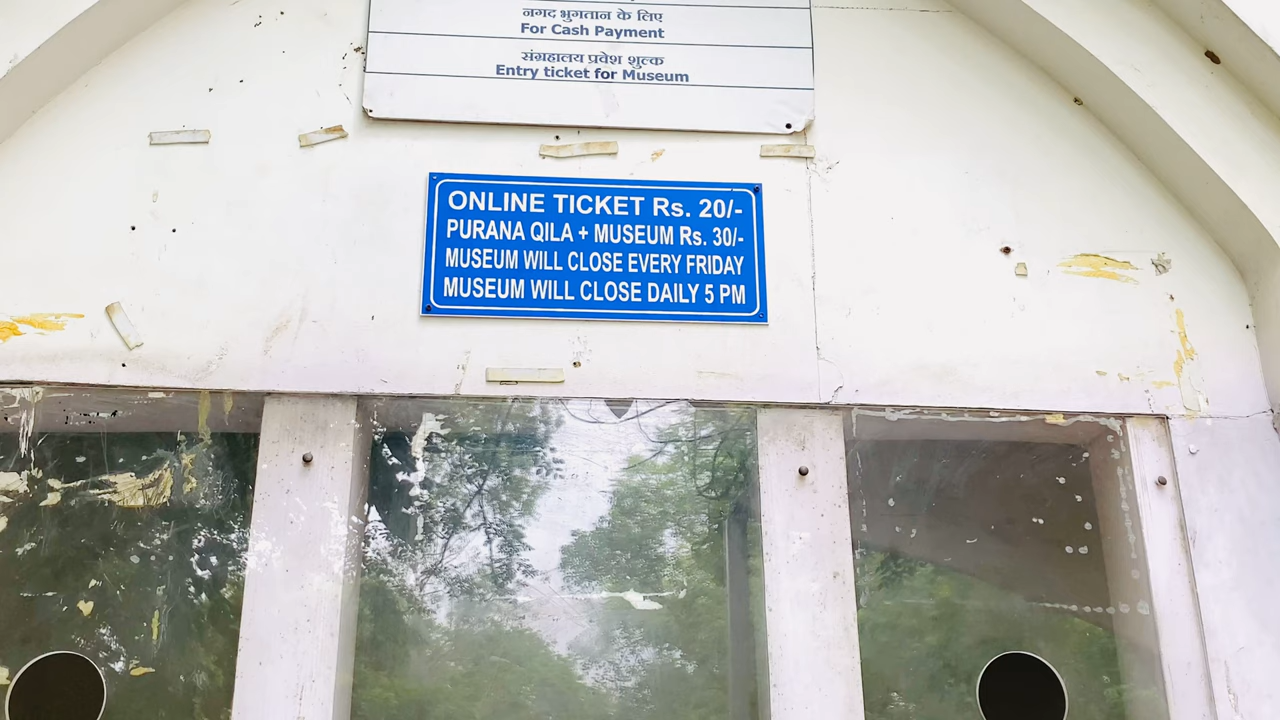 नगद भुगतान के लिए
For Cash Payment
संग्रहालय प्रवेश शुल्क
Entry ticket for Museum
ONLINE TICKET Rs. 20/-
PURANA QILA + MUSEUM Rs. 30/-
MUSEUM WILL CLOSE EVERY FRIDAY
MUSEUM WILL CLOSE DAILY 5 PM